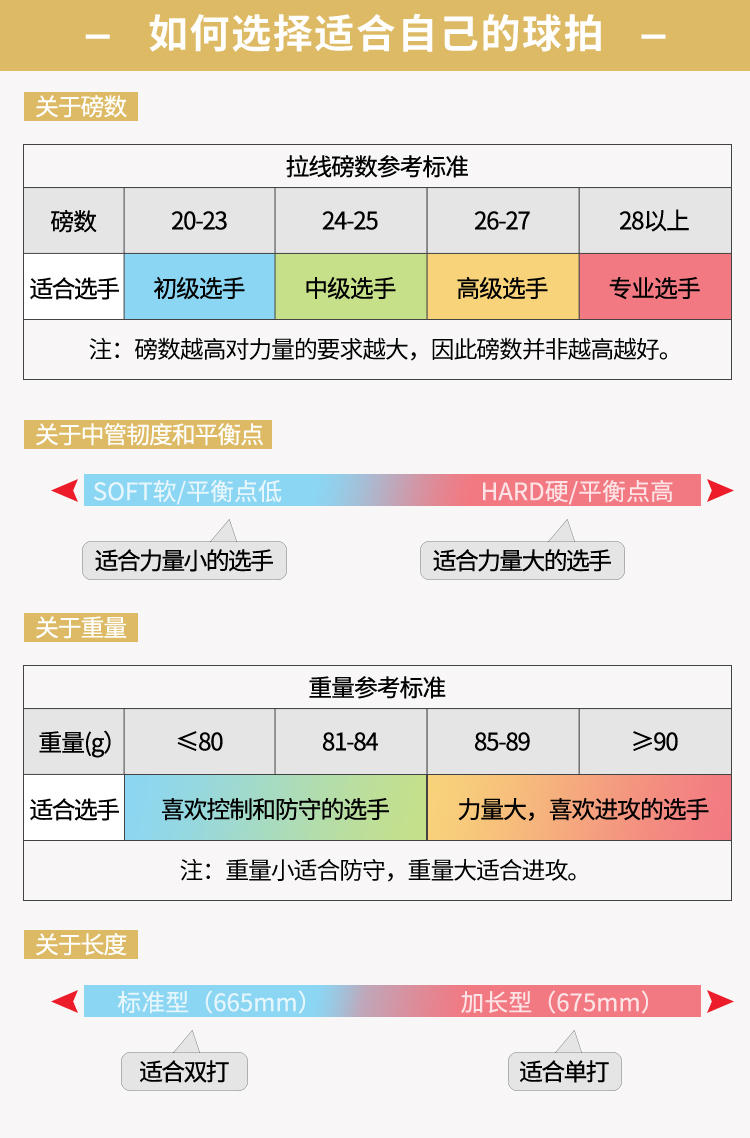 – 如何选择适合自己的球拍 –
关于磅数
拉线磅数参考标准
磅数 20-23 24-25 26-27 28以上
适合选手 初级选手 中级选手 高级选手 专业选手
注：磅数越高对力量的要求越大，因此磅数并非越高越好。
关于中管韧度和平衡点
SOFT软/平衡点低 HARD硬/平衡点高
适合力量小的选手 适合力量大的选手
关于重量
重量参考标准
重量(g) ≤80 81-84 85-89 ≥90
适合选手 喜欢控制和防守的选手 力量大，喜欢进攻的选手
注：重量小适合防守，重量大适合进攻。
关于长度
标准型（665mm） 加长型（675mm）
适合双打 适合单打